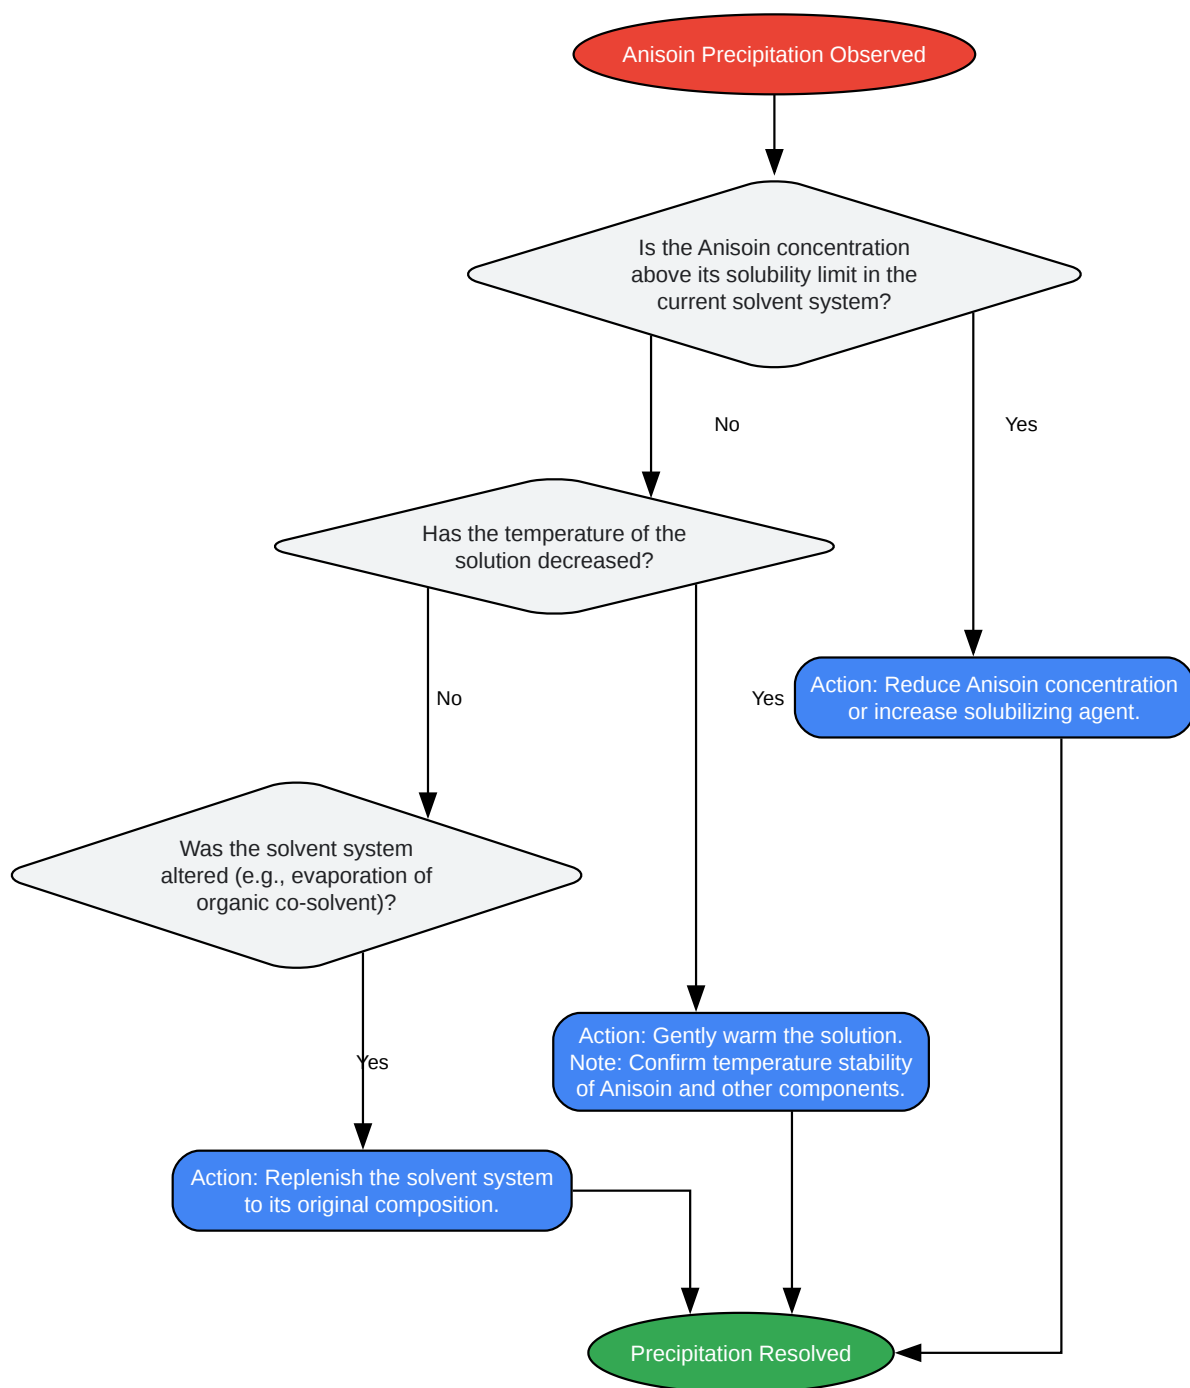 Anisoin Precipitation Observed
Is the Anisoin concentration
above its solubility limit in the
current solvent system?
No
Yes
Has the temperature of the
solution decreased?
Action: Reduce Anisoin concentration
or increase solubilizing agent.
No
Yes
Was the solvent system
altered (e.g., evaporation of
organic co-solvent)?
Action: Gently warm the solution.
Note: Confirm temperature stability
of Anisoin and other components.
Yes
Action: Replenish the solvent system
to its original composition.
Precipitation Resolved